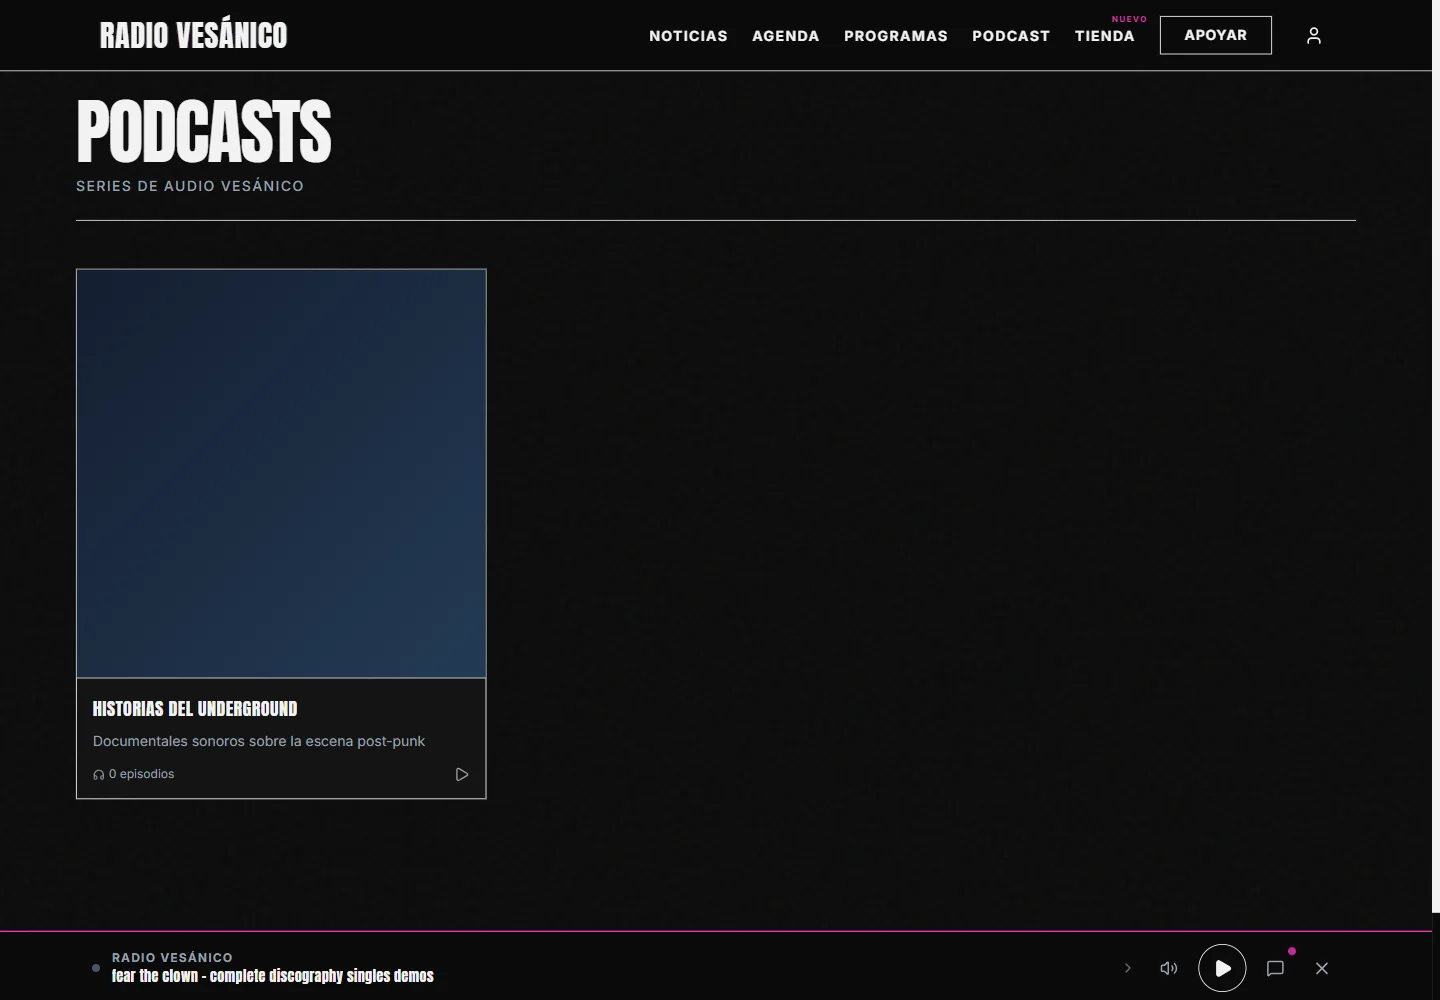 RADIO VESÁNICO
NOTICIAS AGENDA PROGRAMAS PODCAST TIENDA NUEVO APOYAR
PODCASTS
SERIES DE AUDIO VESÁNICO
HISTORIAS DEL UNDERGROUND
Documentales sonoros sobre la escena post-punk
0 episodios
RADIO VESÁNICO
fear the clown - complete discography singles demos